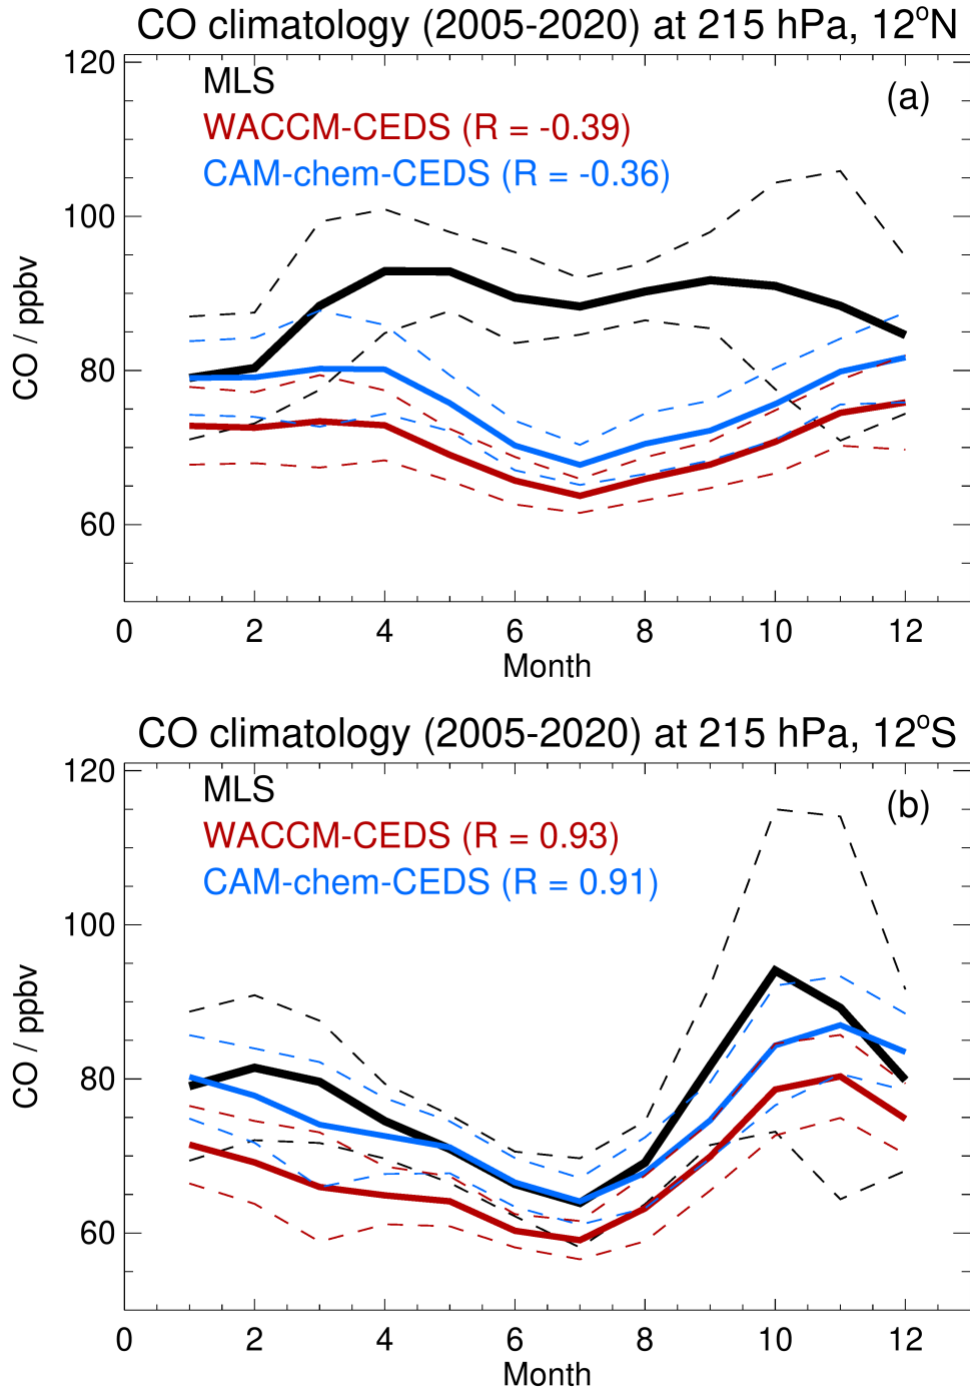 CO climatology (2005-2020) at 215 hPa, 12°N
MLS
(a)
WACCM-CEDS (R = -0.39)
CAM-chem-CEDS (R = -0.36)
120
100
80
60
CO / ppbv
0 2 4 6 8 10 12
Month
CO climatology (2005-2020) at 215 hPa, 12°S
MLS
(b)
WACCM-CEDS (R = 0.93)
CAM-chem-CEDS (R = 0.91)
120
100
80
60
CO / ppbv
0 2 4 6 8 10 12
Month